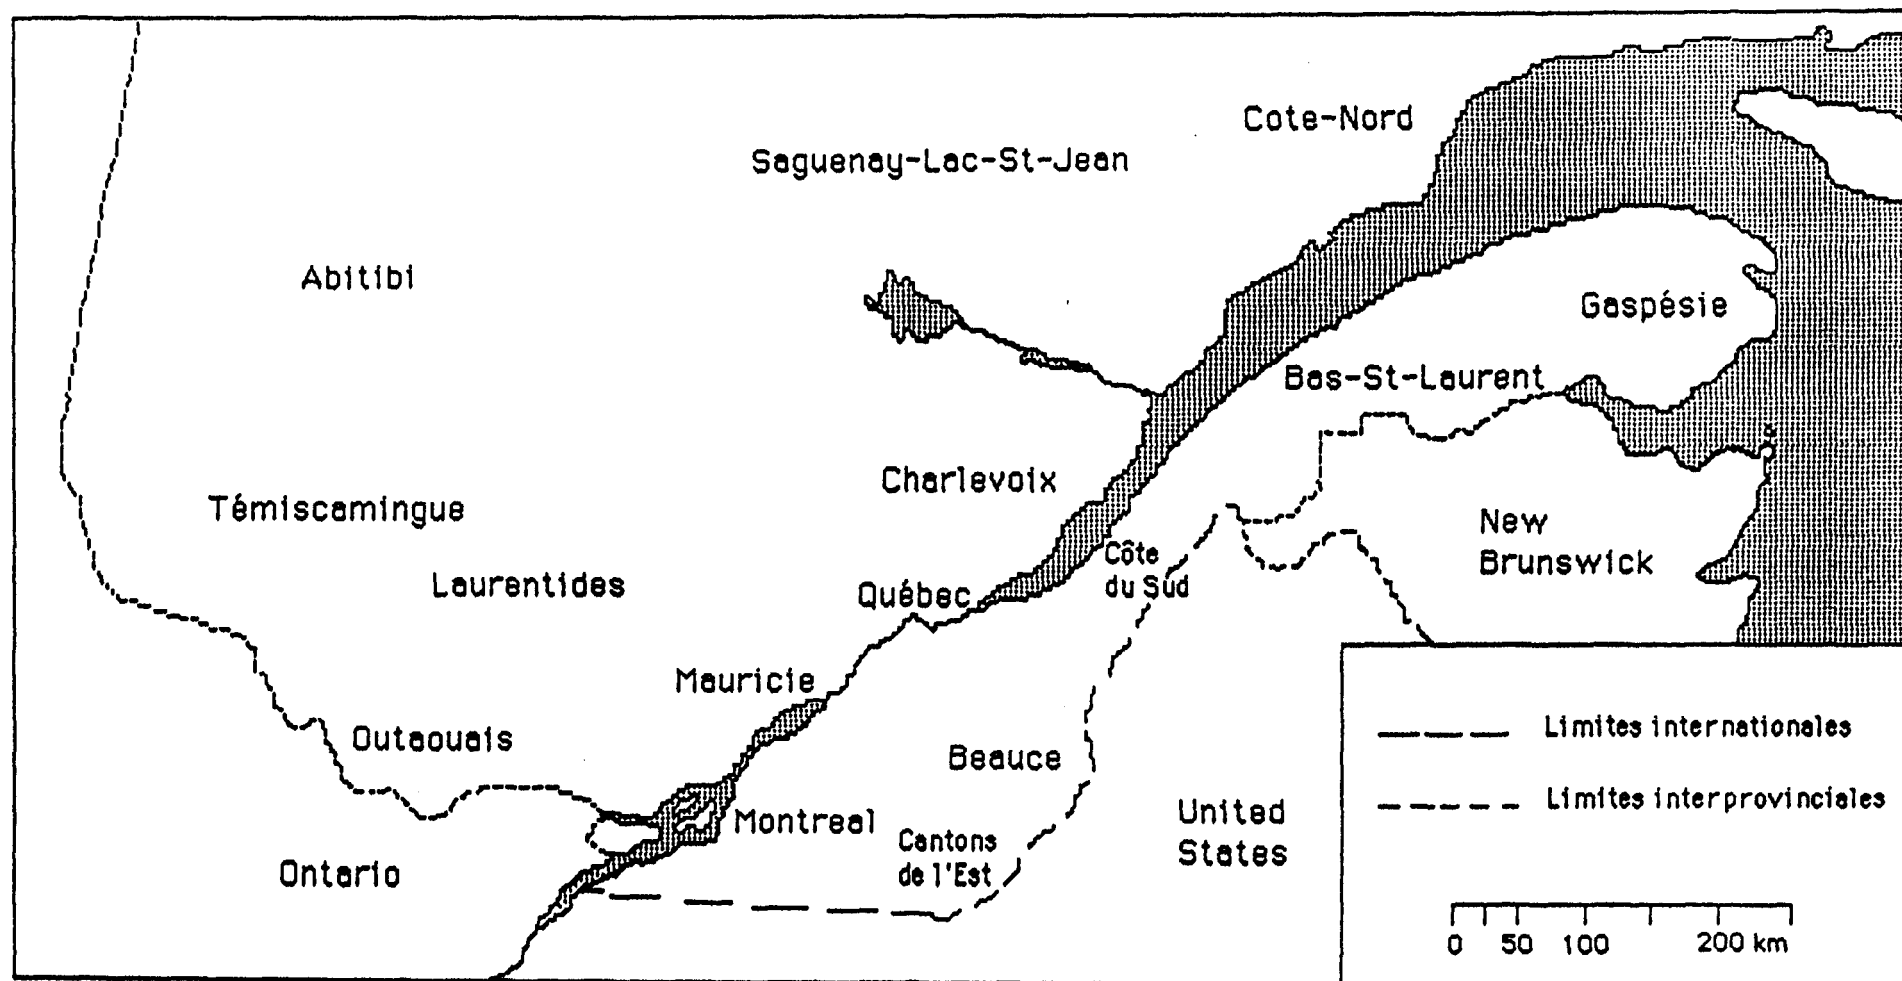 Cote-Nord
Saguenay-Lac-St-Jean
Abitibi
Gaspésie
Bas-St-Laurent
Charlevoix
Témiscamingue
New
Brunswick
Côte
du Sud
Laurentides
Québec
Mauricie
Outaouais
Beauce
Montreal
United
States
Cantons
de l'Est
Ontario
Limites internationales
Limites interprovinciales
0 50 100 200 km